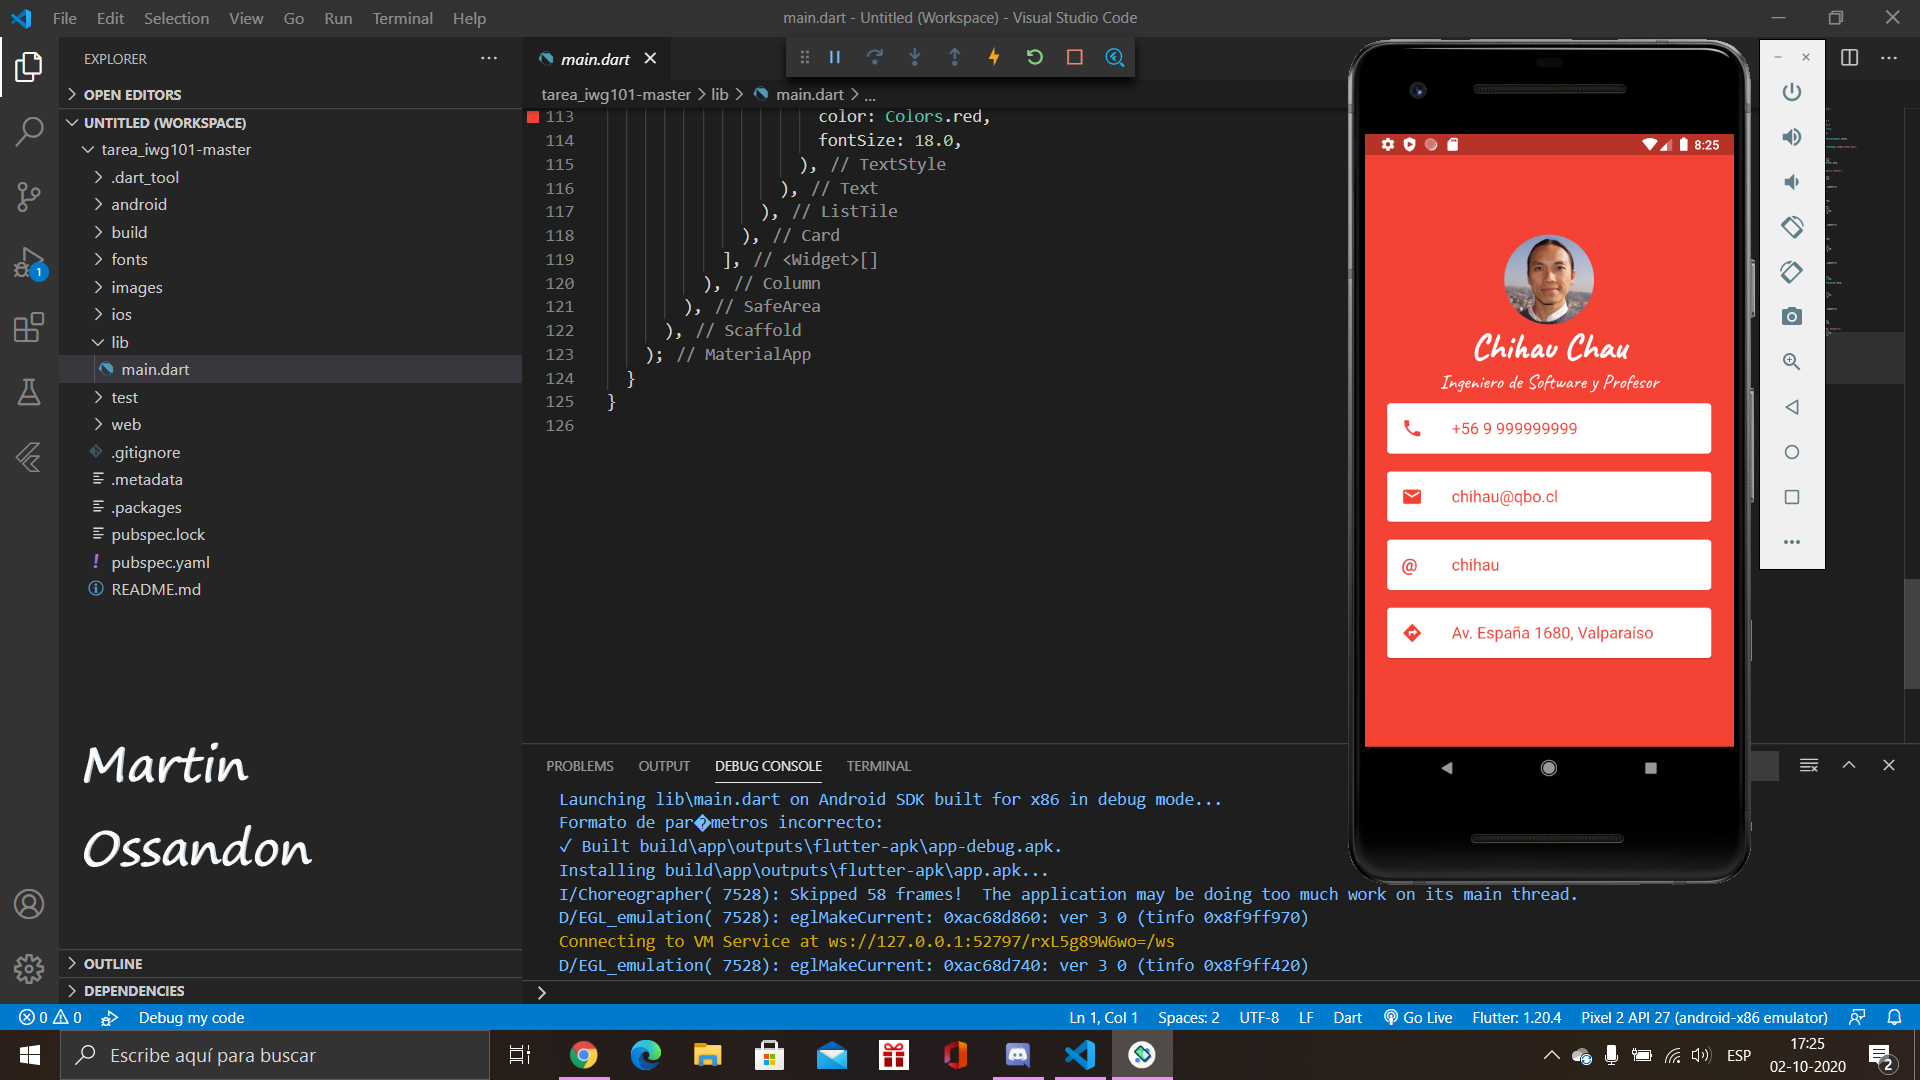 File Edit Selection View Go Run Terminal Help
main.dart - Untitled (Workspace) - Visual Studio Code
EXPLORER
OPEN EDITORS
UNTITLED (WORKSPACE)
tarea_iwg101-master
.dart_tool
android
build
fonts
images
ios
lib
main.dart
test
web
.gitignore
.metadata
.packages
pubspec.lock
! pubspec.yaml
README.md
Martin
Ossandon
OUTLINE
DEPENDENCIES
main.dart
tarea_iwg101-master > lib > main.dart > ...
113 color: Colors.red,
114 fontSize: 18.0,
115 ), // TextStyle
116 ), // Text
117 ), // ListTile
118 ), // Card
119 ], // <Widget>[]
120 ), // Column
121 ), // SafeArea
122 ), // Scaffold
123 ); // MaterialApp
124 }
125 }
126
8:25
Chihau Chau
Ingeniero de Software y Profesor
+56 9 999999999
chihau@qbo.cl
@ chihau
Av. España 1680, Valparaíso
PROBLEMS OUTPUT DEBUG CONSOLE TERMINAL
Launching lib\main.dart on Android SDK built for x86 in debug mode...
Formato de par�metros incorrecto:
✓ Built build\app\outputs\flutter-apk\app-debug.apk.
Installing build\app\outputs\flutter-apk\app.apk...
I/Choreographer( 7528): Skipped 58 frames!  The application may be doing too much work on its main thread.
D/EGL_emulation( 7528): eglMakeCurrent: 0xac68d860: ver 3 0 (tinfo 0x8f9ff970)
Connecting to VM Service at ws://127.0.0.1:52797/rxL5g89W6wo=/ws
D/EGL_emulation( 7528): eglMakeCurrent: 0xac68d740: ver 3 0 (tinfo 0x8f9ff420)
1
0 0 Debug my code
Ln 1, Col 1 Spaces: 2 UTF-8 LF Dart Go Live Flutter: 1.20.4 Pixel 2 API 27 (android-x86 emulator)
Escribe aquí para buscar
ESP
17:25
02-10-2020
2